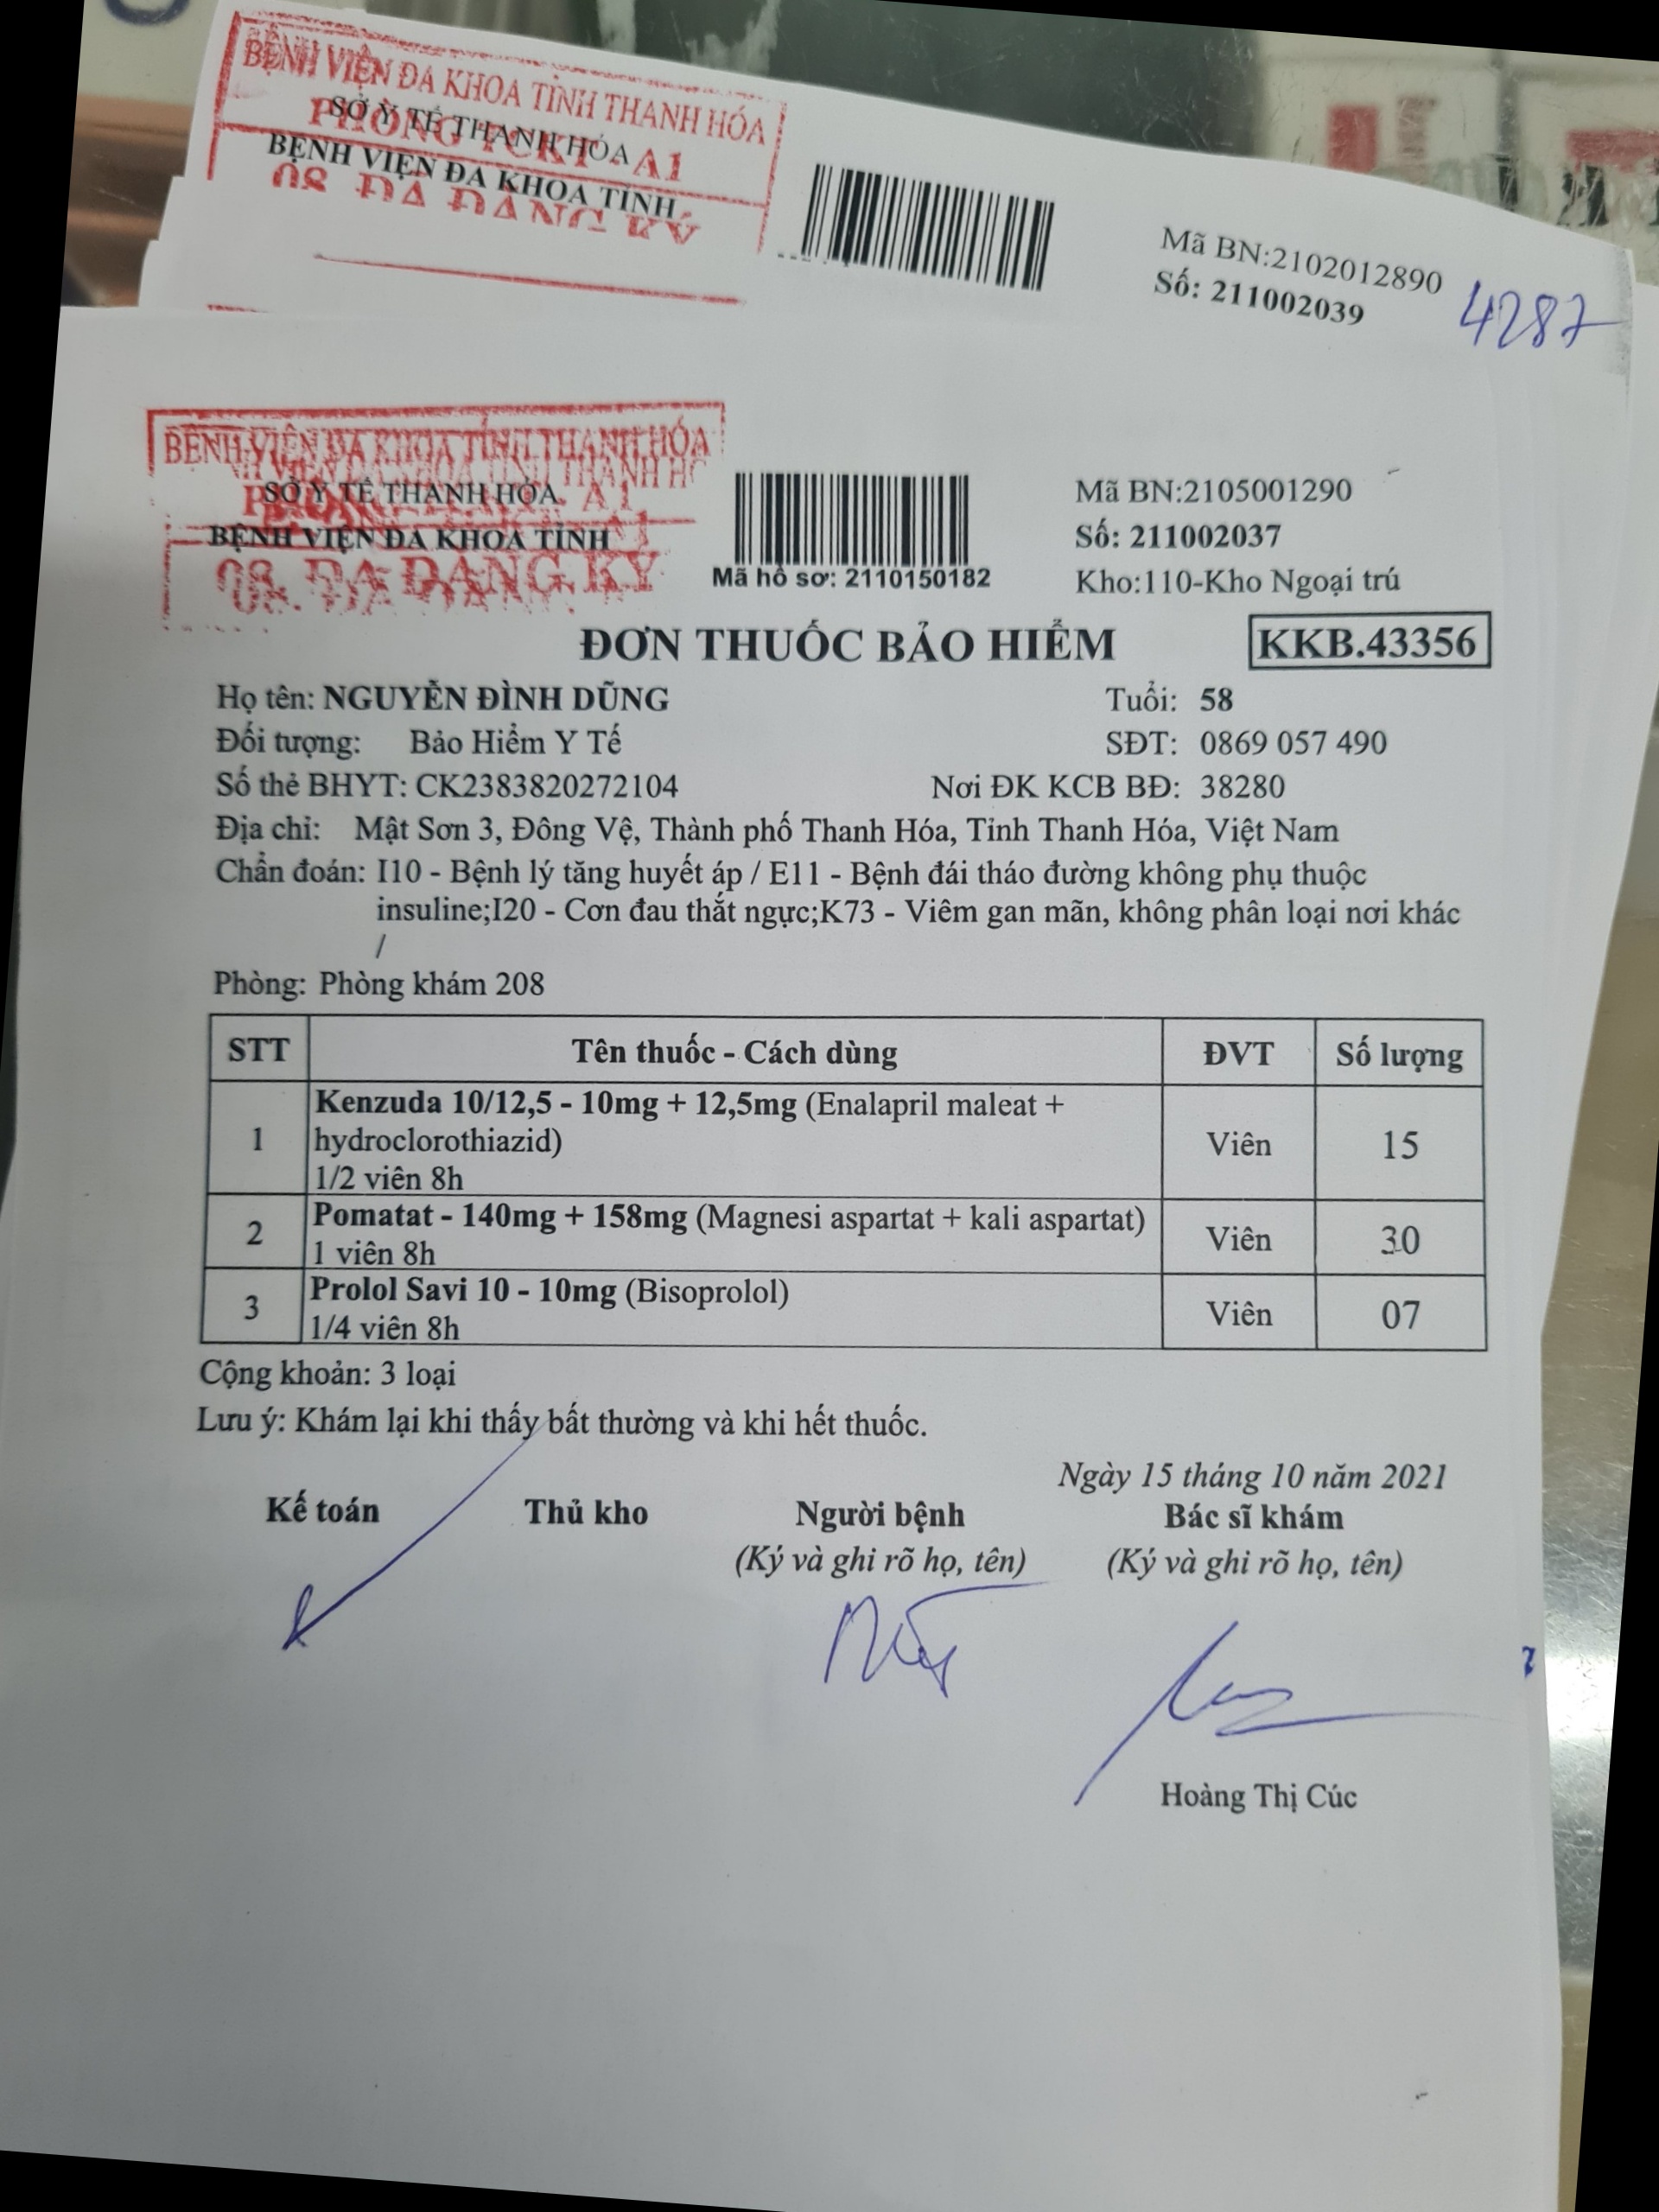 BỆNH VIỆN ĐA KHOA TỈNH THANH HÓA
SỞ Y TẾ THANH HÓA
PHÒNG TCKT A1
BỆNH VIỆN ĐA KHOA TỈNH
08 ĐA ĐĂNG KÝ
Mã BN:2102012890
Số: 211002039
4287
BỆNH VIỆN ĐA KHOA TỈNH THANH HÓA
SỞ Y TẾ THANH HÓA
A1
BỆNH VIỆN ĐA KHOA TỈNH
08. ĐA ĐĂNG KÝ
Mã hồ sơ: 2110150182
Mã BN:2105001290
Số: 211002037
Kho:110-Kho Ngoại trú
ĐƠN THUỐC BẢO HIỂM
KKB.43356
Họ tên: NGUYỄN ĐÌNH DŨNG Tuổi: 58
Đối tượng: Bảo Hiểm Y Tế SĐT: 0869 057 490
Số thẻ BHYT: CK2383820272104 Nơi ĐK KCB BĐ: 38280
Địa chỉ: Mật Sơn 3, Đông Vệ, Thành phố Thanh Hóa, Tỉnh Thanh Hóa, Việt Nam
Chẩn đoán: I10 - Bệnh lý tăng huyết áp / E11 - Bệnh đái tháo đường không phụ thuộc
insuline;I20 - Cơn đau thắt ngực;K73 - Viêm gan mãn, không phân loại nơi khác
/
Phòng: Phòng khám 208
STT Tên thuốc - Cách dùng ĐVT Số lượng
1 Kenzuda 10/12,5 - 10mg + 12,5mg (Enalapril maleat +
hydroclorothiazid) Viên 15
1/2 viên 8h
2 Pomatat - 140mg + 158mg (Magnesi aspartat + kali aspartat) Viên 30
1 viên 8h
3 Prolol Savi 10 - 10mg (Bisoprolol) Viên 07
1/4 viên 8h
Cộng khoản: 3 loại
Lưu ý: Khám lại khi thấy bất thường và khi hết thuốc.
Ngày 15 tháng 10 năm 2021
Kế toán Thủ kho Người bệnh Bác sĩ khám
(Ký và ghi rõ họ, tên) (Ký và ghi rõ họ, tên)
Hoàng Thị Cúc